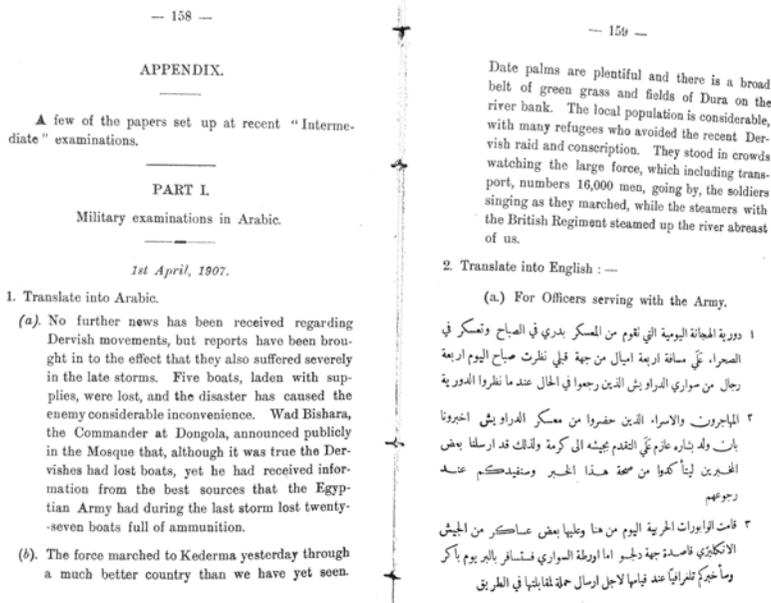 — 158 —
APPENDIX.
A few of the papers set up at recent "Interme-
diate" examinations.
PART I.
Military examinations in Arabic.
1st April, 1907.
1. Translate into Arabic.
(a). No further news has been received regarding
Dervish movements, but reports have been brou-
ght in to the effect that they also suffered severely
in the late storms. Five boats, laden with sup-
plies, were lost, and the disaster has caused the
enemy considerable inconvenience. Wad Bishara,
the Commander at Dongola, announced publicly
in the Mosque that, although it was true the Der-
vishes had lost boats, yet he had received infor-
mation from the best sources that the Egyp-
tian Army had during the last storm lost twenty-
-seven boats full of ammunition.
(b). The force marched to Kederma yesterday through
a much better country than we have yet seen.
— 159 —
Date palms are plentiful and there is a broad
belt of green grass and fields of Dura on the
river bank. The local population is considerable,
with many refugees who avoided the recent Der-
vish raid and conscription. They stood in crowds
watching the large force, which including trans-
port, numbers 16,000 men, going by, the soldiers
singing as they marched, while the steamers with
the British Regiment steamed up the river abreast
of us.
2. Translate into English : —
(a.) For Officers serving with the Army.
١ دورية الهجانة اليومية التي تقوم من المعسكر بدري في الصباح وتعسكر في
الصحراء عَلَى مسافة اربعة اميال من جهة قبلي نظرت صباح اليوم اربعة
رجال من سواري الدراويش الذين رجعوا في الحال عند ما نظروا الدورية
٢ المهاجرون والاسراء الذين حضروا من معسكر الدراويش اخبرونا
بان ولد بشاره عازم عَلَى التقدم بجيشه الى كرمة ولذلك قد ارسلنا بعض
المخبرين ليتأكدوا من صحة هذا الخبر وسنفيدكم عند
رجوعهم
٣ قامت الوابورات الحربية اليوم من هنا وعليها بعض عساكر من الجيش
الانكليزي قاصدة جهة دلجو اما اورطة السواري فستسافر بالبر يوم باكر
وسأخبركم تلغرافياً عند قيامها لاجل ارسال حملة لمقابلتها في الطريق